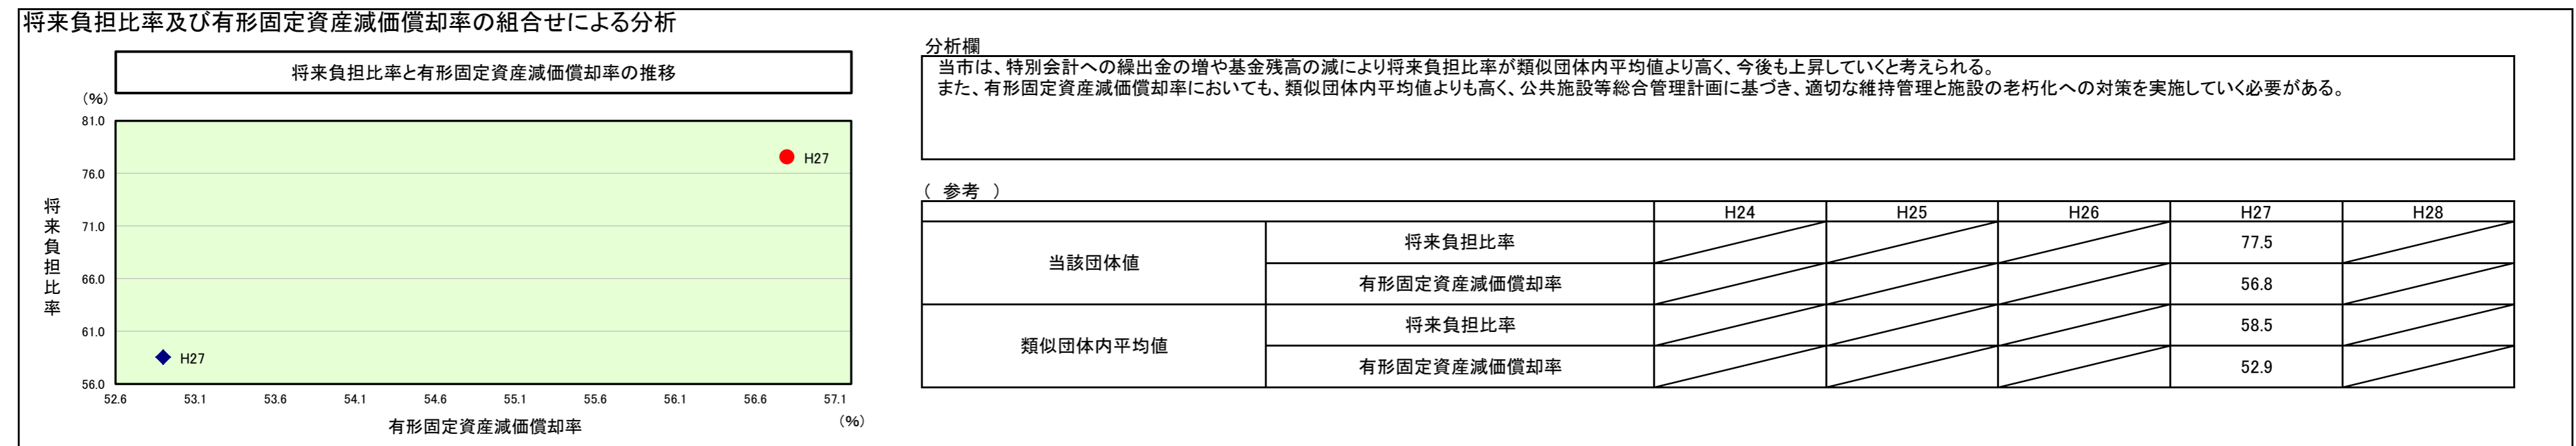 将来負担比率及び有形固定資産減価償却率の組合せによる分析
将来負担比率と有形固定資産減価償却率の推移
（%）
81.0
76.0
71.0
66.0
61.0
56.0
将来負担比率
H27
H27
52.6 53.1 53.6 54.1 54.6 55.1 55.6 56.1 56.6 57.1
（%）
有形固定資産減価償却率
分析欄
当市は、特別会計への繰出金の増や基金残高の減により将来負担比率が類似団体内平均値より高く、今後も上昇していくと考えられる。
また、有形固定資産減価償却率においても、類似団体内平均値よりも高く、公共施設等総合管理計画に基づき、適切な維持管理と施設の老朽化への対策を実施していく必要がある。
（ 参考 ）
H24 H25 H26 H27 H28
当該団体値 将来負担比率 77.5
有形固定資産減価償却率 56.8
類似団体内平均値 将来負担比率 58.5
有形固定資産減価償却率 52.9